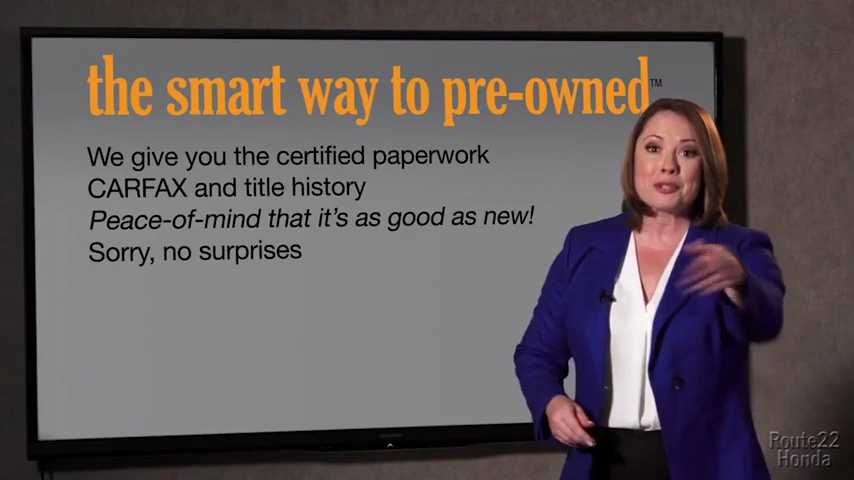 the smart way to pre-owned™
We give you the certified paperwork
CARFAX and title history
Peace-of-mind that it's as good as new!
Sorry, no surprises
Route22
Honda